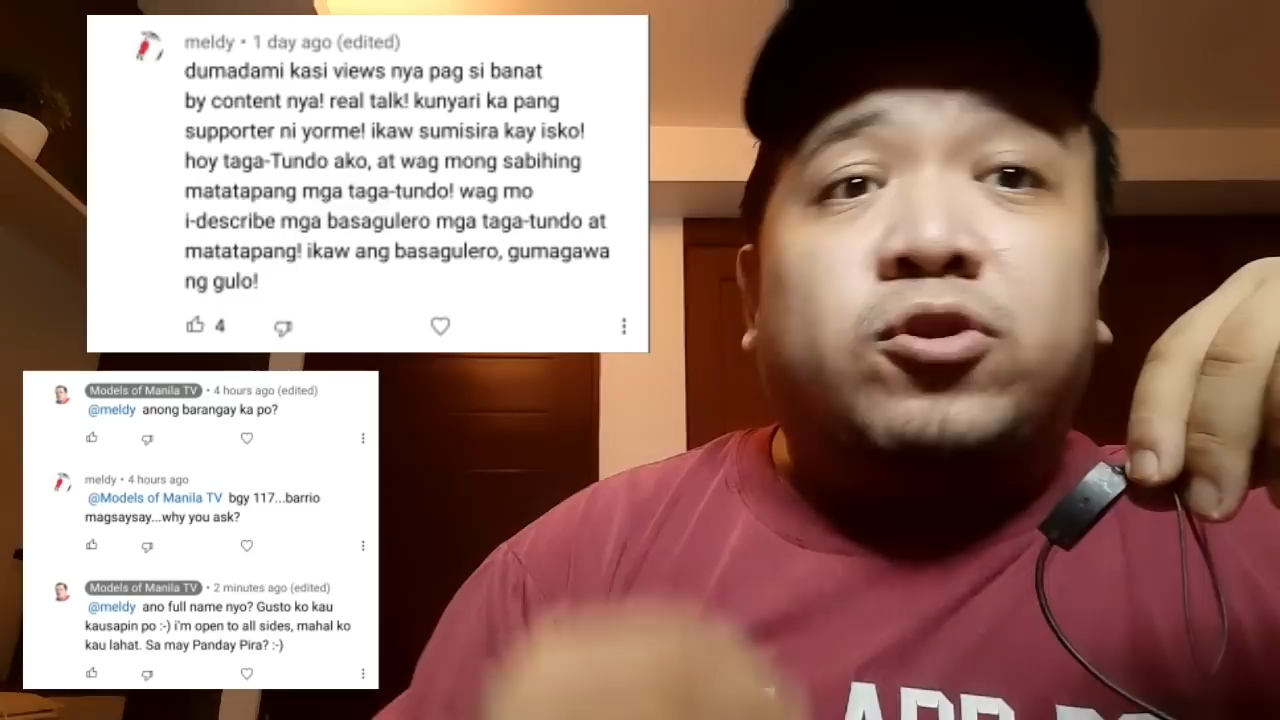 meldy • 1 day ago (edited)
dumadami kasi views nya pag si banat
by content nya! real talk! kunyari ka pang
supporter ni yorme! ikaw sumisira kay isko!
hoy taga-Tundo ako, at wag mong sabihing
matatapang mga taga-tundo! wag mo
i-describe mga basagulero mga taga-tundo at
matatapang! ikaw ang basagulero, gumagawa
ng gulo!
4
Models of Manila TV • 4 hours ago (edited)
@meldy anong barangay ka po?
meldy • 4 hours ago
@Models of Manila TV bgy 117...barrio
magsaysay...why you ask?
Models of Manila TV • 2 minutes ago (edited)
@meldy ano full name nyo? Gusto ko kau
kausapin po :-) i'm open to all sides, mahal ko
kau lahat. Sa may Panday Pira? :-)